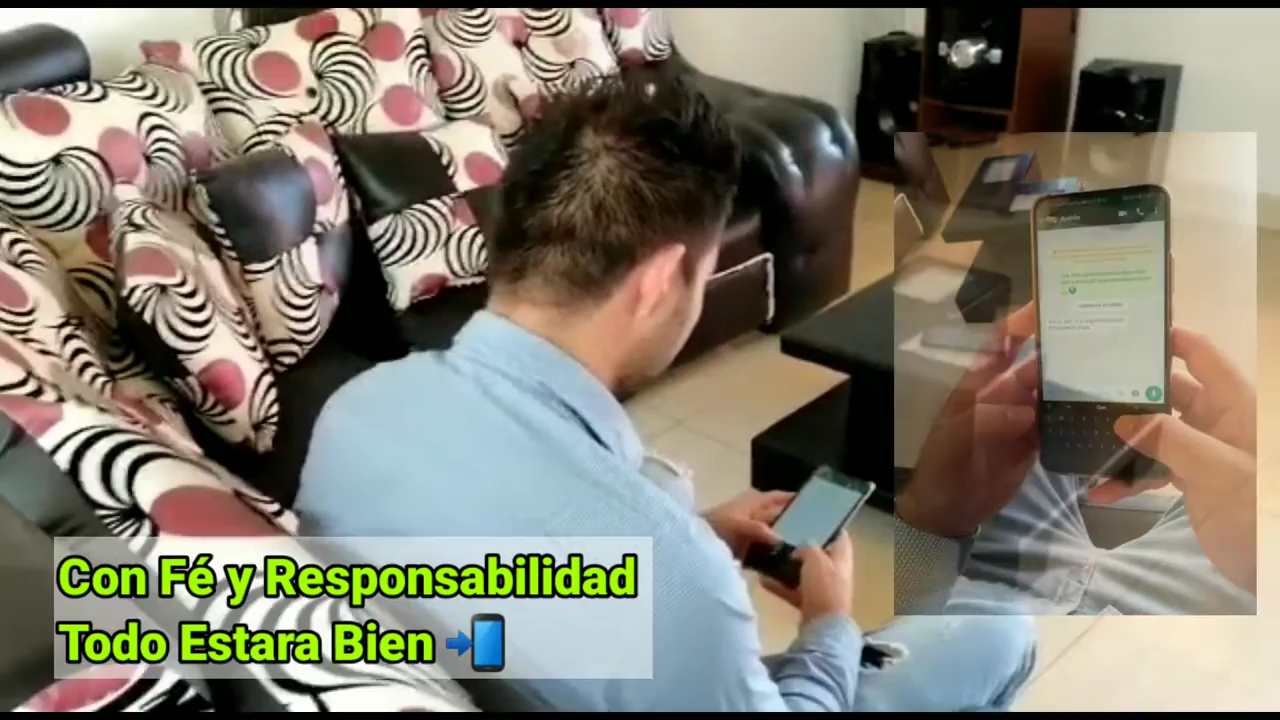 Con Fé y Responsabilidad
Todo Estara Bien 📲